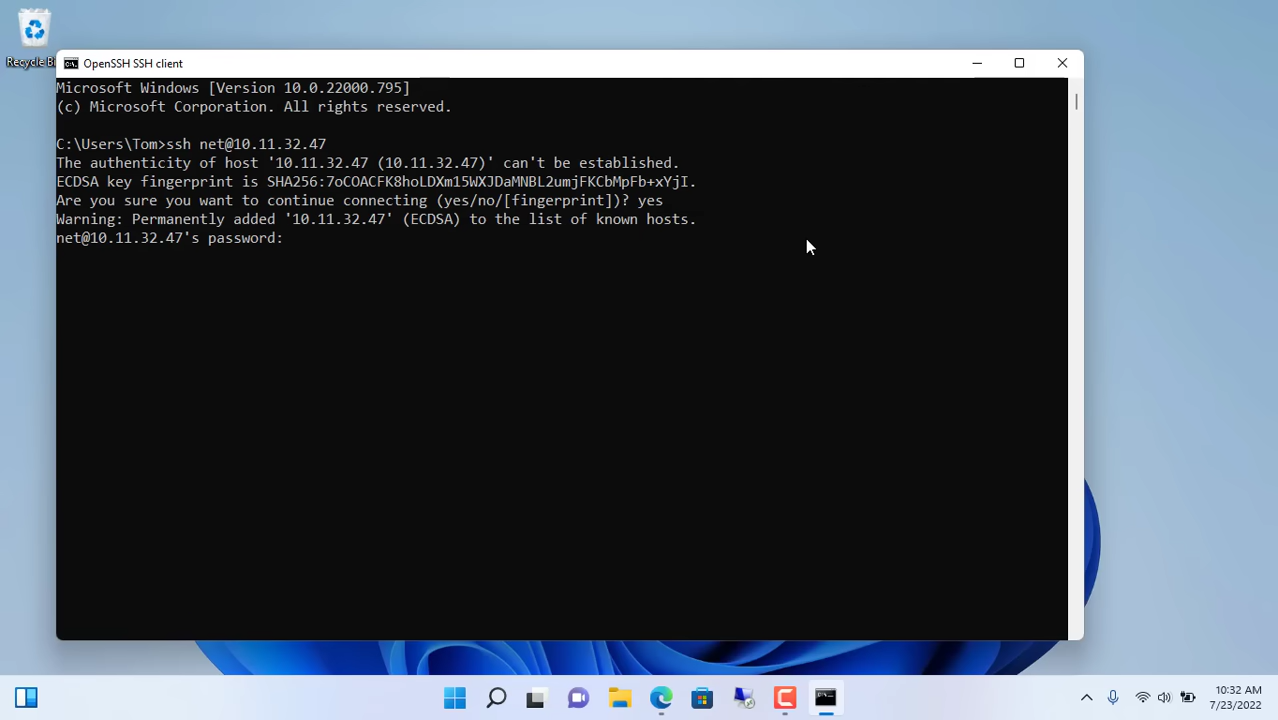 Recycle Bi
OpenSSH SSH client
Microsoft Windows [Version 10.0.22000.795]
(c) Microsoft Corporation. All rights reserved.
C:\Users\Tom>ssh net@10.11.32.47
The authenticity of host '10.11.32.47 (10.11.32.47)' can't be established.
ECDSA key fingerprint is SHA256:7oCOACFK8hoLDXm15WXJDaMNBL2umjFKCbMpFb+xYjI.
Are you sure you want to continue connecting (yes/no/[fingerprint])? yes
Warning: Permanently added '10.11.32.47' (ECDSA) to the list of known hosts.
net@10.11.32.47's password:
10:32 AM
7/23/2022